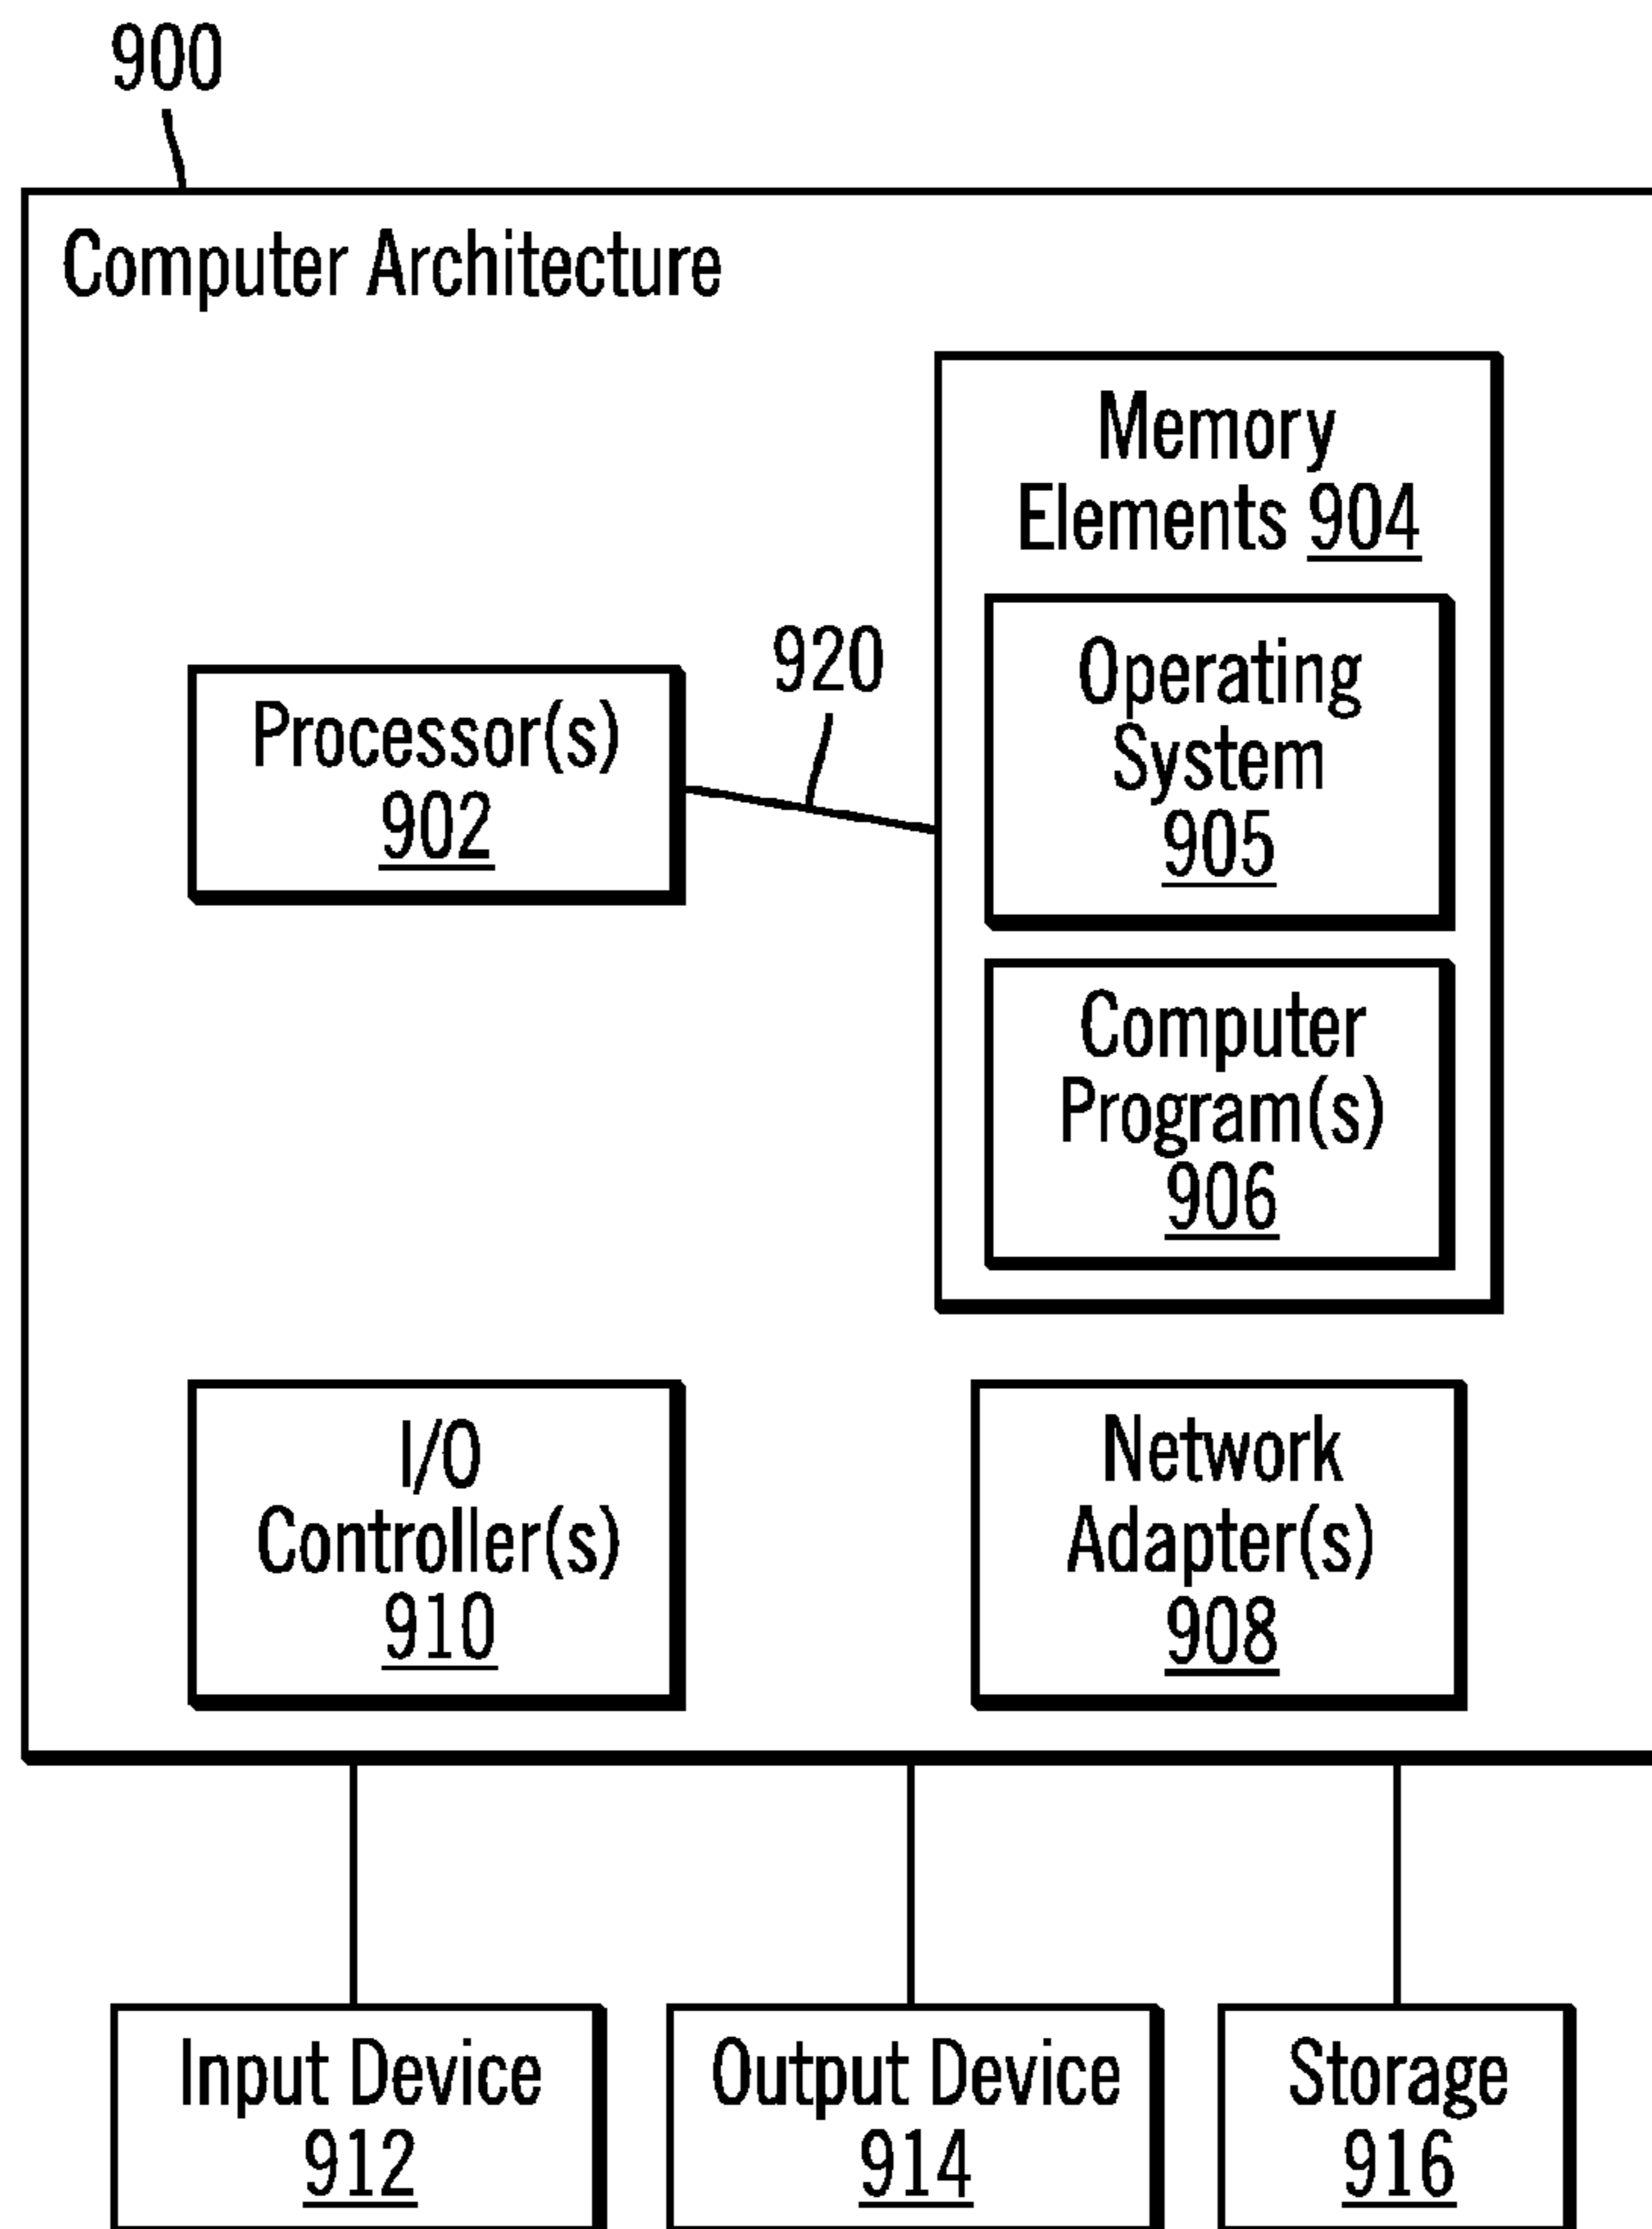 900
Computer Architecture
Memory
Elements 904
Operating
System
905
920
Processor(s)
902
Computer
Program(s)
906
I/O
Controller(s)
910
Network
Adapter(s)
908
Input Device
912
Output Device
914
Storage
916